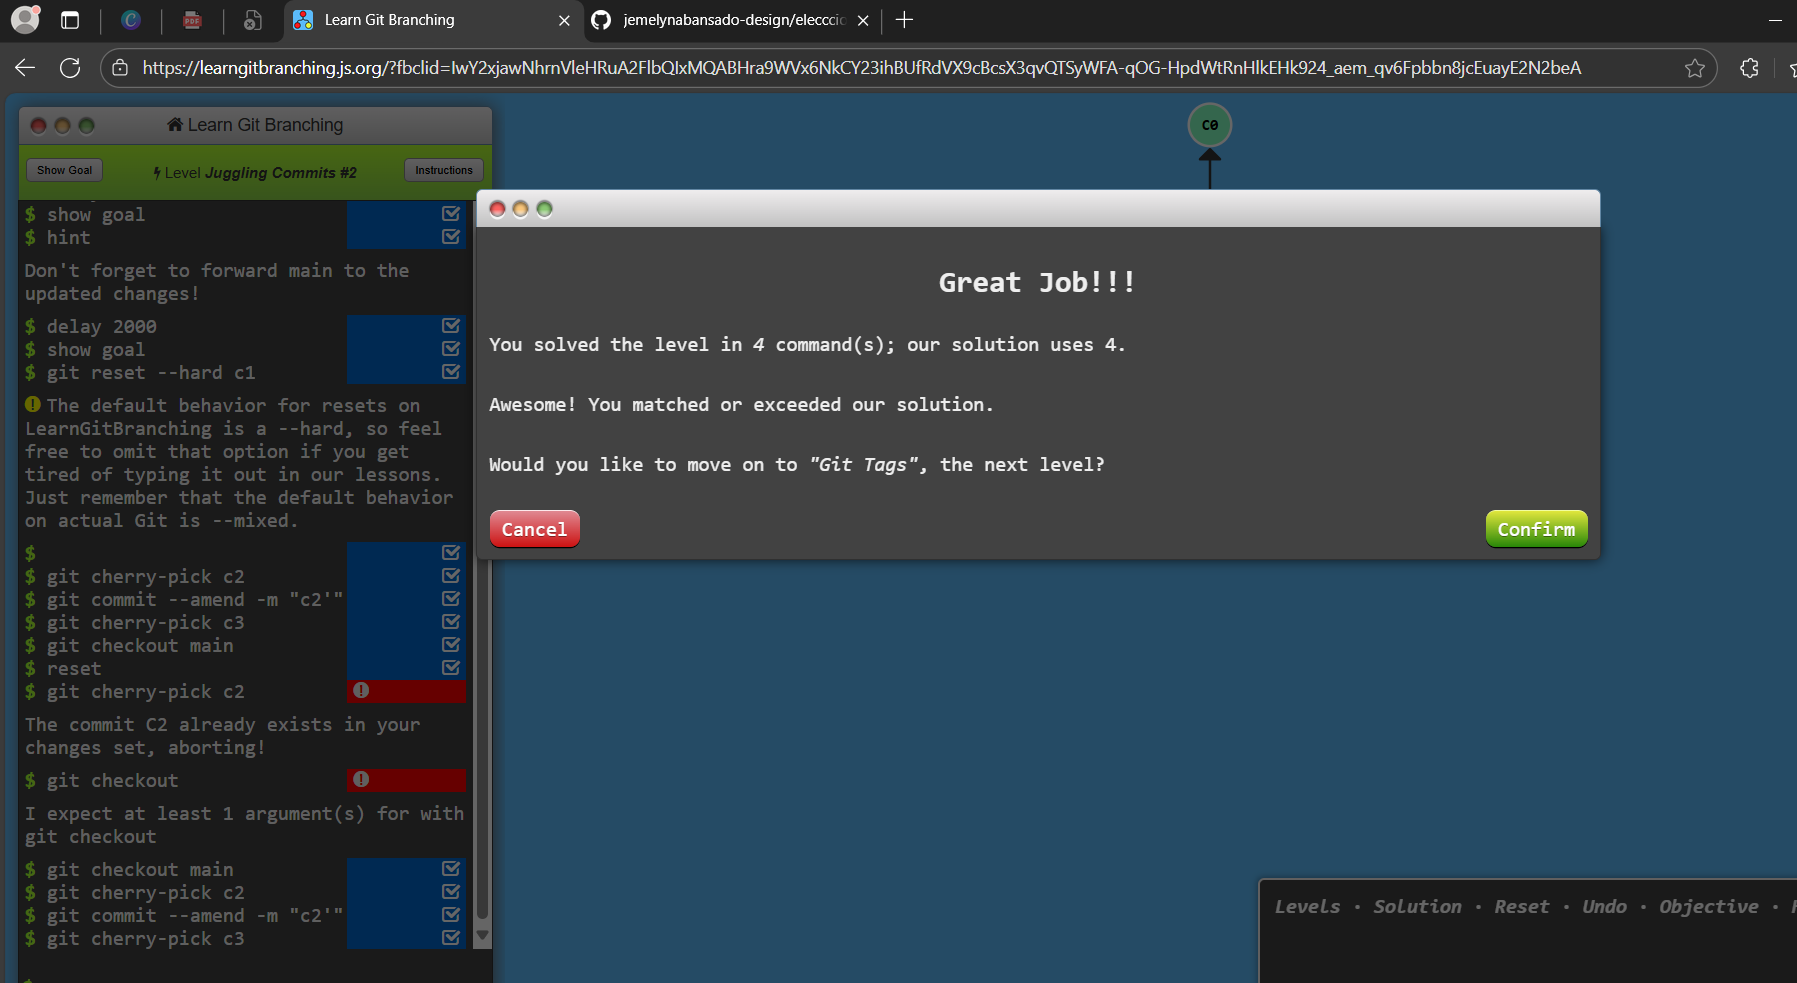 Learn Git Branching
jemelynabansado-design/elecccio
https://learngitbranching.js.org/?fbclid=IwY2xjawNhrnVleHRuA2FlbQIxMQABHra9WVx6NkCY23ihBUfRdVX9cBcsX3qvQTSyWFA-qOG-HpdWtRnHlkEHk924_aem_qv6Fpbbn8jcEuayE2N2beA
Learn Git Branching
Show Goal
Level Juggling Commits #2
Instructions
$ show goal
$ hint
Don't forget to forward main to the
updated changes!
$ delay 2000
$ show goal
$ git reset --hard c1
The default behavior for resets on
LearnGitBranching is a --hard, so feel
free to omit that option if you get
tired of typing it out in our lessons.
Just remember that the default behavior
on actual Git is --mixed.
$
$ git cherry-pick c2
$ git commit --amend -m "c2'"
$ git cherry-pick c3
$ git checkout main
$ reset
$ git cherry-pick c2
The commit C2 already exists in your
changes set, aborting!
$ git checkout
I expect at least 1 argument(s) for with
git checkout
$ git checkout main
$ git cherry-pick c2
$ git commit --amend -m "c2'"
$ git cherry-pick c3
C0
Great Job!!!
You solved the level in 4 command(s); our solution uses 4.
Awesome! You matched or exceeded our solution.
Would you like to move on to "Git Tags", the next level?
Cancel
Confirm
Levels · Solution · Reset · Undo · Objective ·